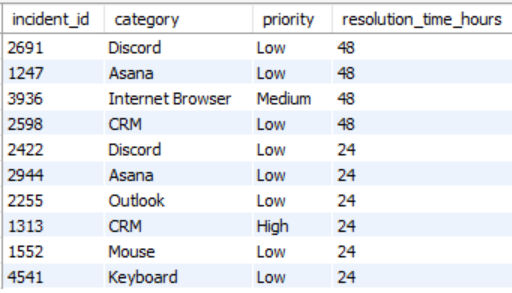 incident_id category priority resolution_time_hours
2691 Discord Low 48
1247 Asana Low 48
3936 Internet Browser Medium 48
2598 CRM Low 48
2422 Discord Low 24
2944 Asana Low 24
2255 Outlook Low 24
1313 CRM High 24
1552 Mouse Low 24
4541 Keyboard Low 24